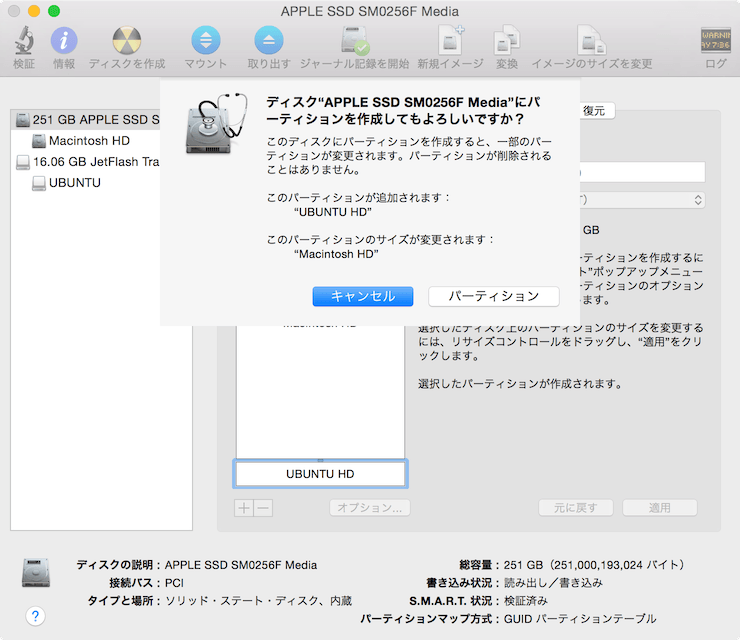 APPLE SSD SM0256F Media
検証
情報
ディスクを作成
マウント
取り出す
ジャーナル記録を開始
新規イメージ
変換
イメージのサイズを変更
ログ
WARNIN
AY 7:36
251 GB APPLE SSD S
Macintosh HD
16.06 GB JetFlash Tra
UBUNTU
ディスク“APPLE SSD SM0256F Media”にパ
ーティションを作成してもよろしいですか？
このディスクにパーティションを作成すると、一部のパー
ティションが変更されます。パーティションが削除される
ことはありません。
このパーティションが追加されます：
“UBUNTU HD”
このパーティションのサイズが変更されます：
“Macintosh HD”
キャンセル
パーティション
復元
GB
ーティションを作成するに
ト”ポップアップメニュー
ーティションのオプション
ます。
選択したディスク上のパーティションのサイズを変更する
には、リサイズコントロールをドラッグし、“適用”をクリ
ックします。
選択したパーティションが作成されます。
UBUNTU HD
オプション...
元に戻す
適用
ディスクの説明：APPLE SSD SM0256F Media
接続バス：PCI
タイプと場所：ソリッド・ステート・ディスク、内蔵
総容量：251 GB（251,000,193,024 バイト）
書き込み状況：読み出し／書き込み
S.M.A.R.T. 状況：検証済み
パーティションマップ方式：GUID パーティションテーブル
?